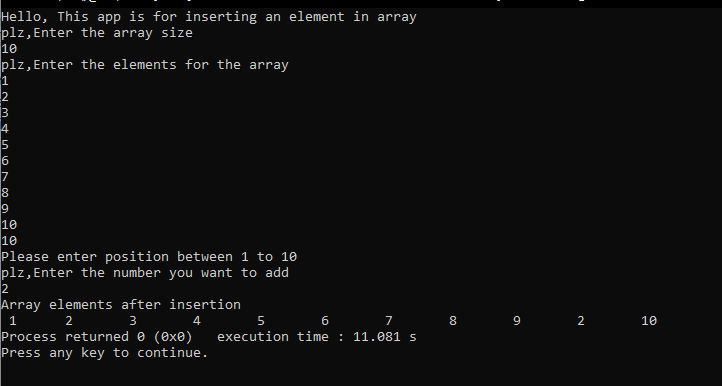 Hello, This app is for inserting an element in array
plz,Enter the array size
10
plz,Enter the elements for the array
1
2
3
4
5
6
7
8
9
10
10
Please enter position between 1 to 10
plz,Enter the number you want to add
2
Array elements after insertion
1 2 3 4 5 6 7 8 9 2 10
Process returned 0 (0x0) execution time : 11.081 s
Press any key to continue.